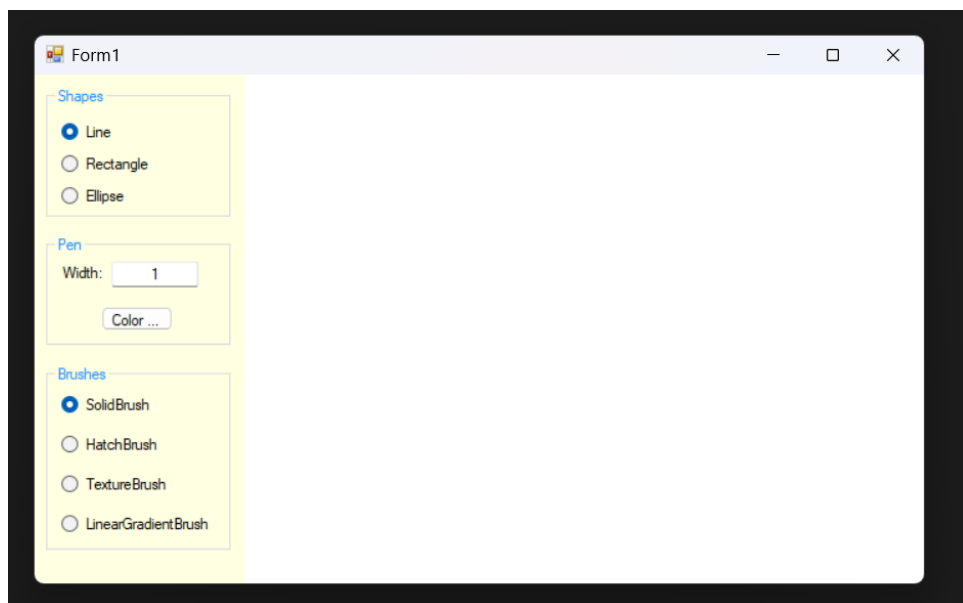 Form1
Shapes
Line
Rectangle
Ellipse
Pen
Width: 1
Color ...
Brushes
SolidBrush
HatchBrush
TextureBrush
LinearGradientBrush